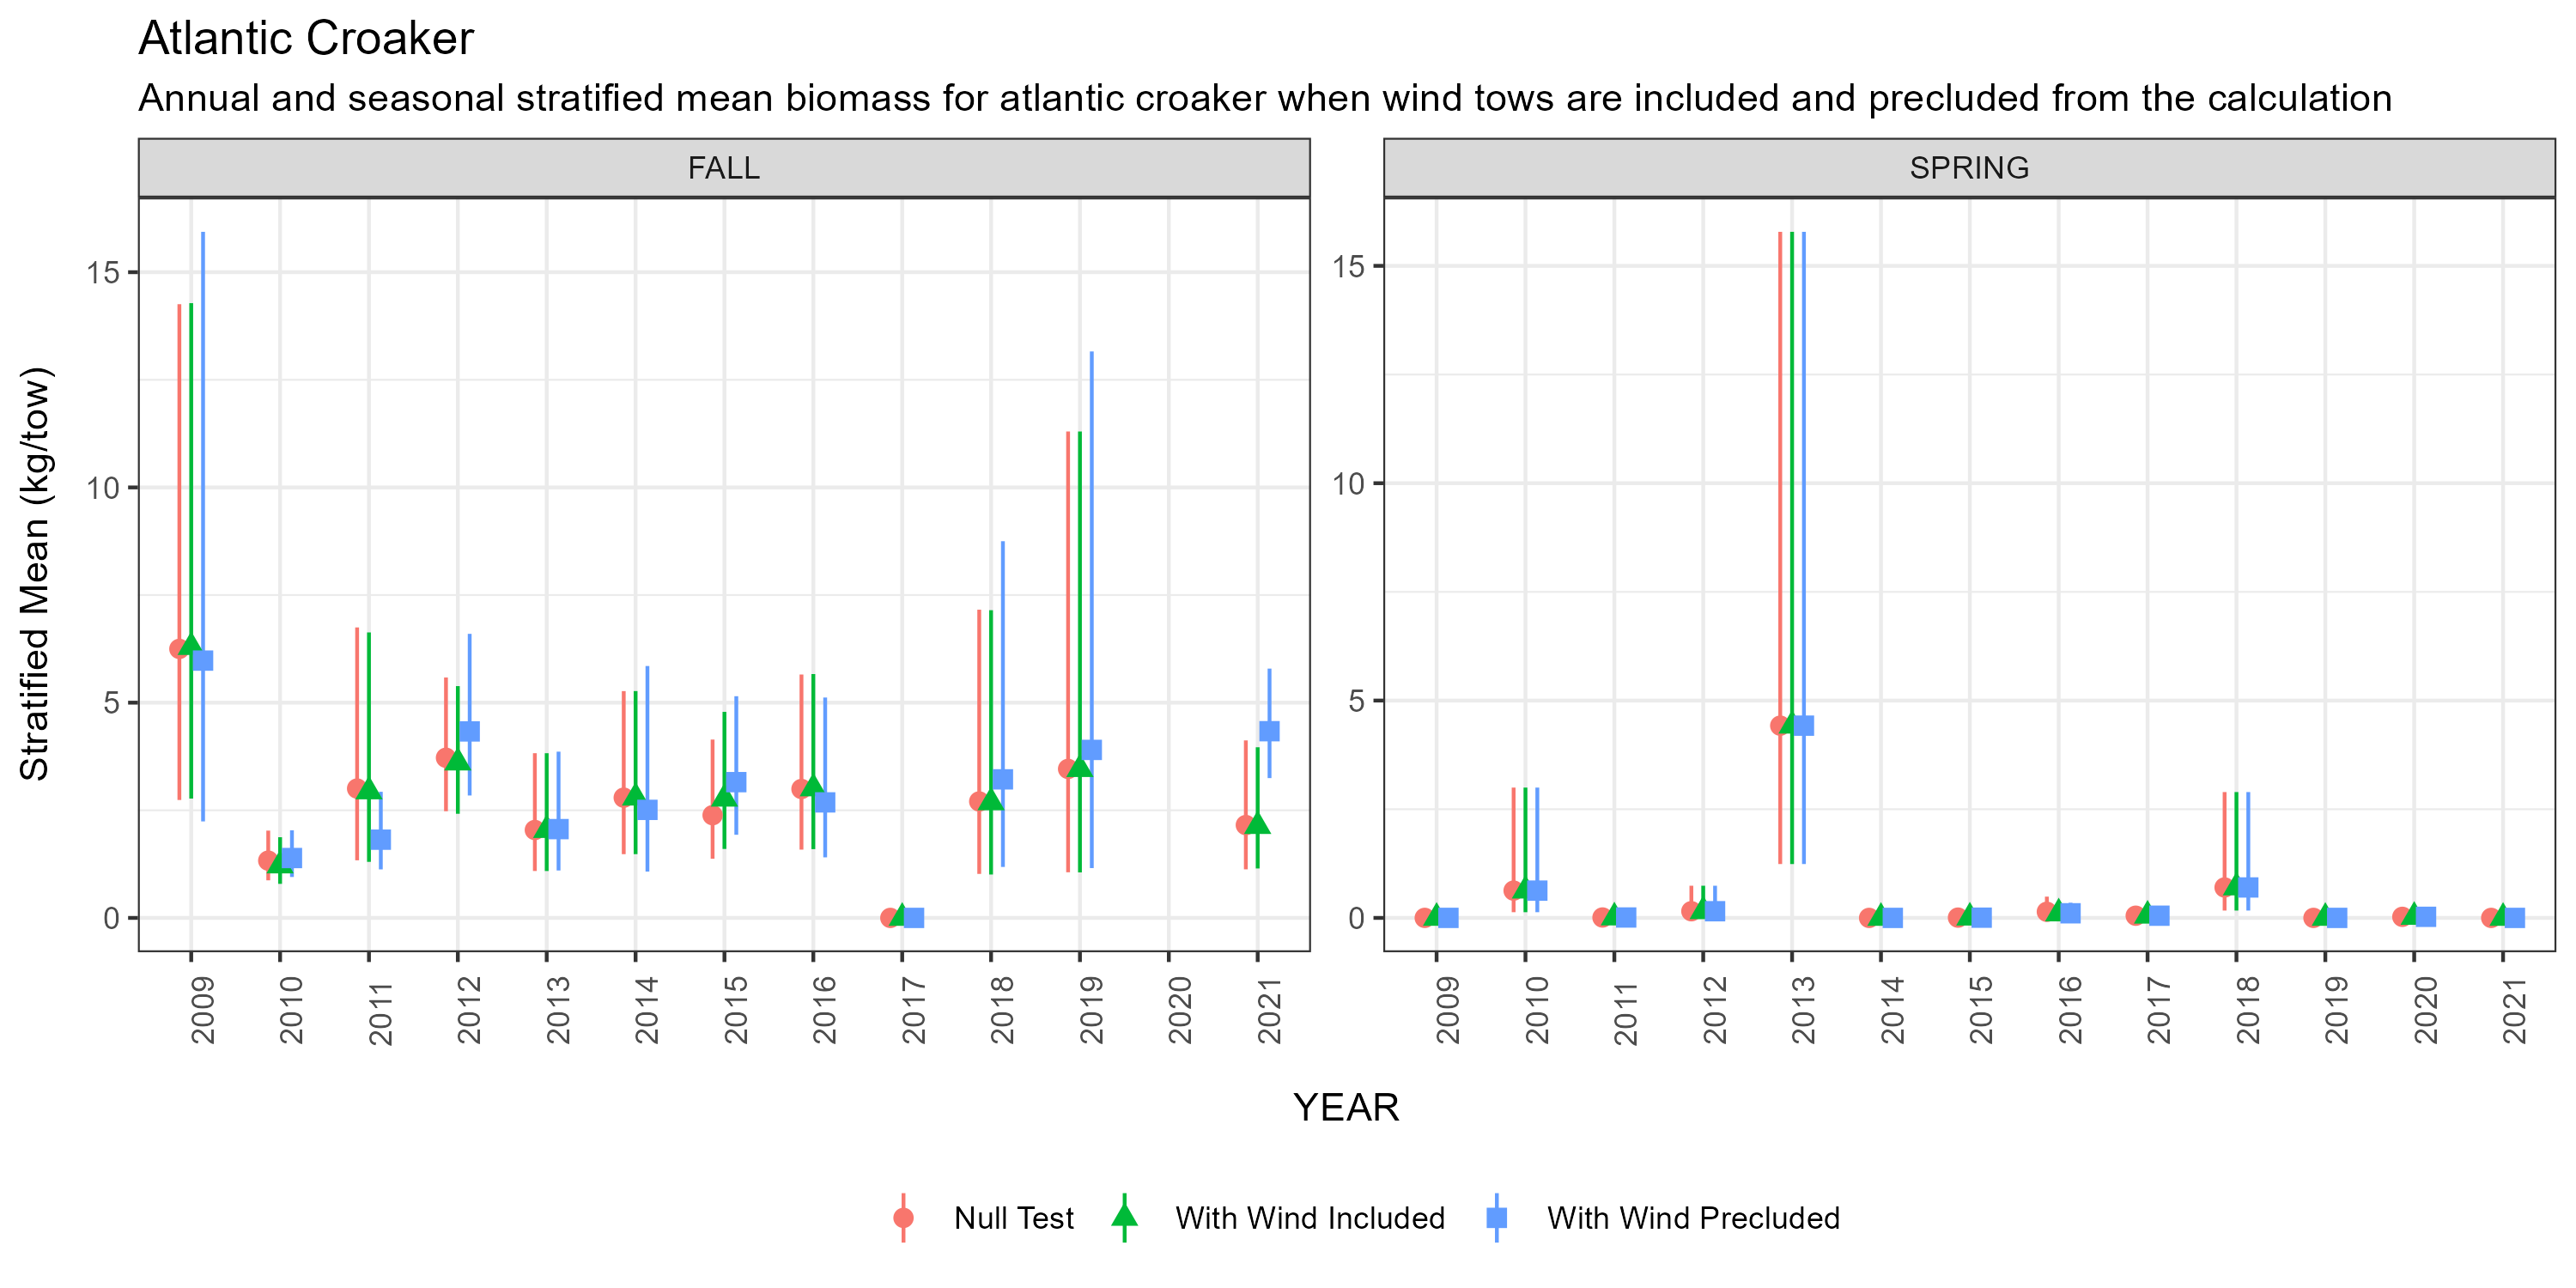 Atlantic Croaker
Annual and seasonal stratified mean biomass for atlantic croaker when wind tows are included and precluded from the calculation
FALL
SPRING
Stratified Mean (kg/tow)
15
10
5
0
15
10
5
0
2009 2010 2011 2012 2013 2014 2015 2016 2017 2018 2019 2020 2021
2009 2010 2011 2012 2013 2014 2015 2016 2017 2018 2019 2020 2021
YEAR
Null Test With Wind Included With Wind Precluded